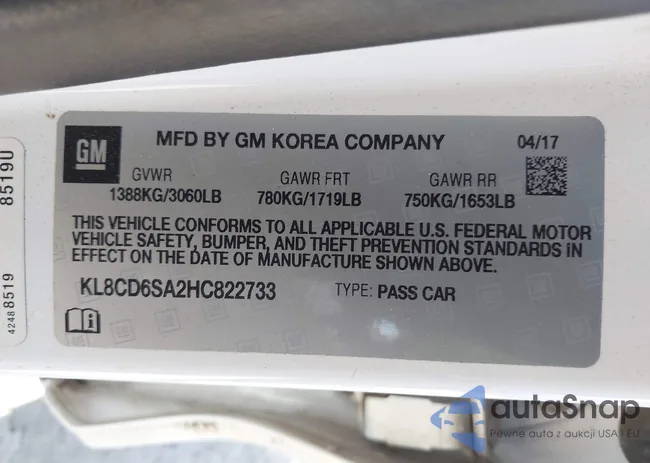 GM
MFD BY GM KOREA COMPANY 04/17
GVWR GAWR FRT GAWR RR
1388KG/3060LB 780KG/1719LB 750KG/1653LB
THIS VEHICLE CONFORMS TO ALL APPLICABLE U.S. FEDERAL MOTOR
VEHICLE SAFETY, BUMPER, AND THEFT PREVENTION STANDARDS IN
EFFECT ON THE DATE OF MANUFACTURE SHOWN ABOVE.
KL8CD6SA2HC822733 TYPE: PASS CAR
8519U
42488519
autoSnap
Pewne auta z aukcji USA i EU